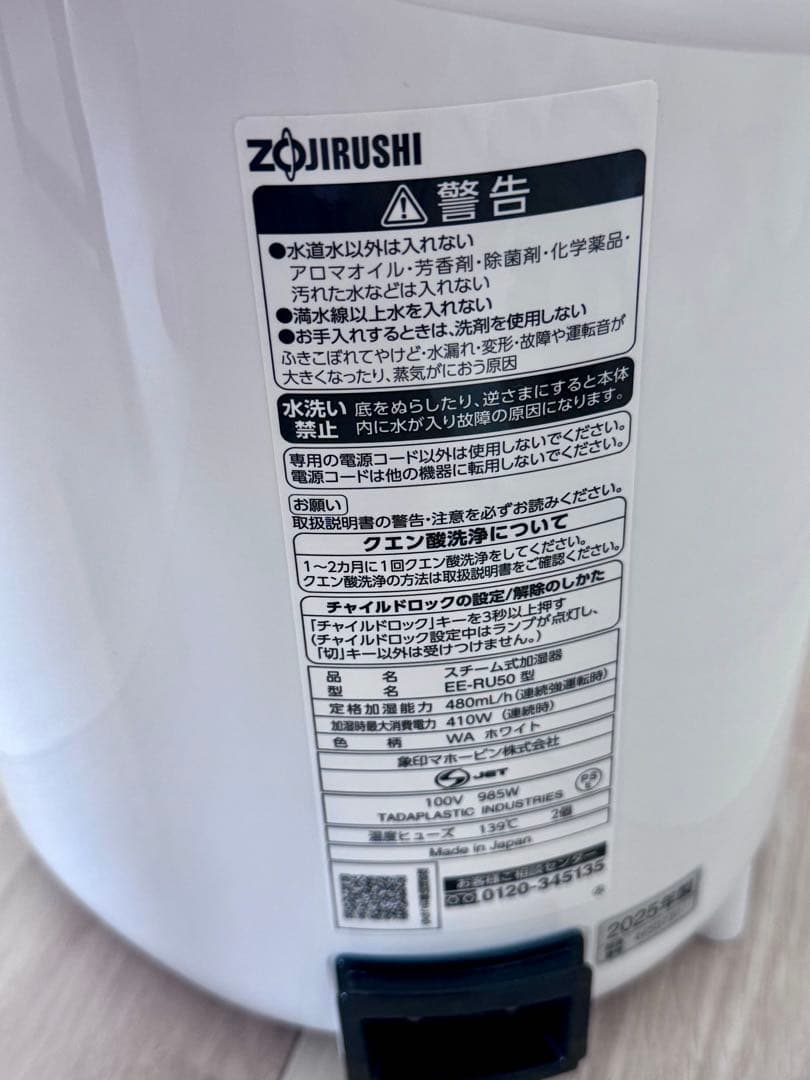 ZOJIRUSHI
警告
●水道水以外は入れない
アロマオイル・芳香剤・除菌剤・化学薬品・
汚れた水などは入れない
●満水線以上水を入れない
●お手入れするときは、洗剤を使用しない
ふきこぼれてやけど・水漏れ・変形・故障や運転音が
大きくなったり、蒸気がにおう原因
水洗い禁止
底をぬらしたり、逆さまにすると本体
内に水が入り故障の原因になります。
専用の電源コード以外は使用しないでください。
電源コードは他の機器に転用しないでください。
お願い
取扱説明書の警告・注意を必ずお読みください。
クエン酸洗浄について
1～2カ月に1回クエン酸洗浄をしてください。
クエン酸洗浄の方法は取扱説明書をご確認ください。
チャイルドロックの設定/解除のしかた
「チャイルドロック」キーを3秒以上押す
(チャイルドロック設定中はランプが点灯し、
「切」キー以外は受けつけません。)
品名 スチーム式加湿器
型名 EE-RU50 型
定格加湿能力 480mL/h (連続強運転時)
加湿時最大消費電力 410W (連続時)
色柄 WA ホワイト
象印マホービン株式会社
JET
PS E
100V 985W
TADAPLASTIC INDUSTRIES
温度ヒューズ 139℃ 2個
Made in Japan
お客様ご相談センター
0120-345135
2025年製